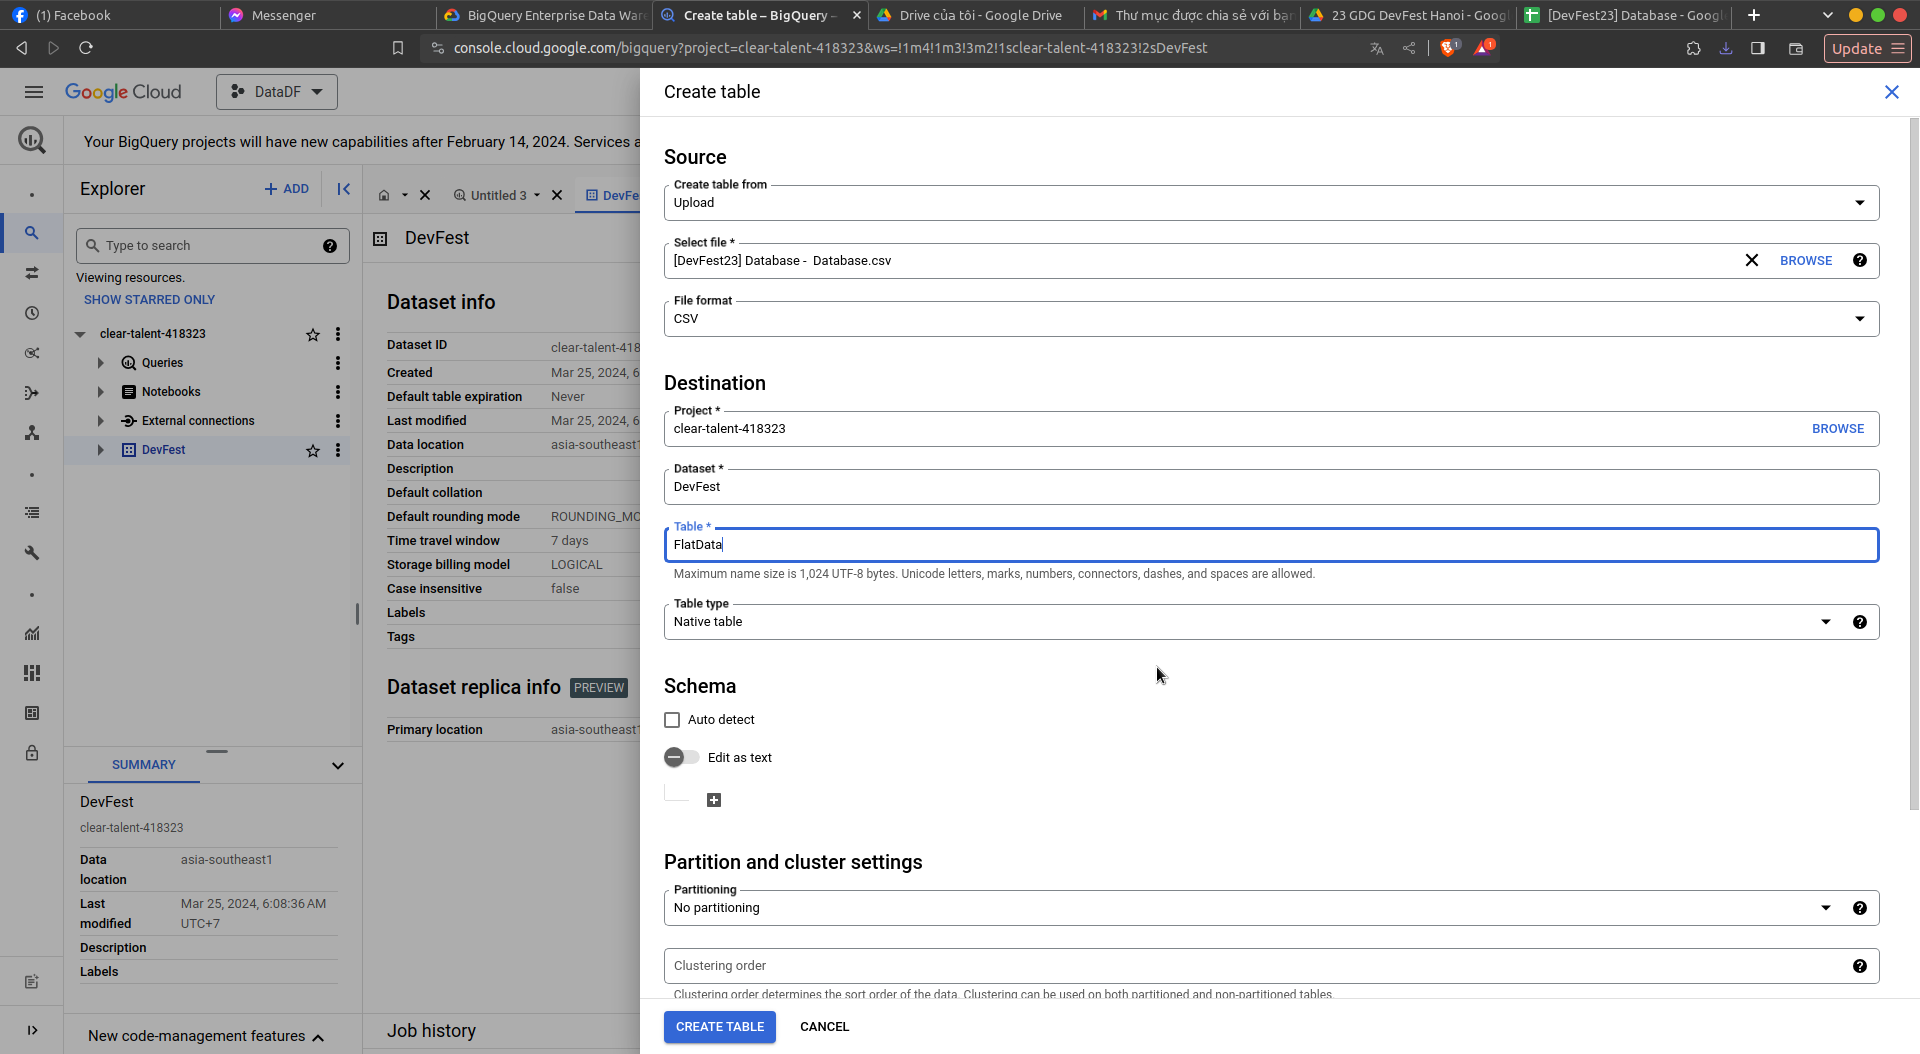 (1) Facebook
Messenger
BigQuery Enterprise Data War
Create table – BigQuery –
Drive của tôi - Google Drive
Thư mục được chia sẻ với bạn
23 GDG DevFest Hanoi - Goog
[DevFest23] Database - Goog
console.cloud.google.com/bigquery?project=clear-talent-418323&ws=!1m4!1m3!3m2!1sclear-talent-418323!2sDevFest
1
1
Update
Google Cloud
DataDF
Your BigQuery projects will have new capabilities after February 14, 2024. Services a
Explorer
ADD
Type to search
Viewing resources.
SHOW STARRED ONLY
clear-talent-418323
Queries
Notebooks
External connections
DevFest
SUMMARY
DevFest
clear-talent-418323
Data location
asia-southeast1
Last modified
Mar 25, 2024, 6:08:36 AM UTC+7
Description
Labels
New code-management features
Untitled 3
DevFe
DevFest
Dataset info
Dataset ID
clear-talent-418
Created
Mar 25, 2024, 6
Default table expiration
Never
Last modified
Mar 25, 2024, 6
Data location
asia-southeast1
Description
Default collation
Default rounding mode
ROUNDING_MO
Time travel window
7 days
Storage billing model
LOGICAL
Case insensitive
false
Labels
Tags
Dataset replica info
PREVIEW
Primary location
asia-southeast1
Job history
Create table
Source
Create table from
Upload
Select file *
[DevFest23] Database -  Database.csv
BROWSE
File format
CSV
Destination
Project *
clear-talent-418323
BROWSE
Dataset *
DevFest
Table *
FlatData
Maximum name size is 1,024 UTF-8 bytes. Unicode letters, marks, numbers, connectors, dashes, and spaces are allowed.
Table type
Native table
Schema
Auto detect
Edit as text
Partition and cluster settings
Partitioning
No partitioning
Clustering order
Clustering order determines the sort order of the data. Clustering can be used on both partitioned and non-partitioned tables.
CREATE TABLE
CANCEL